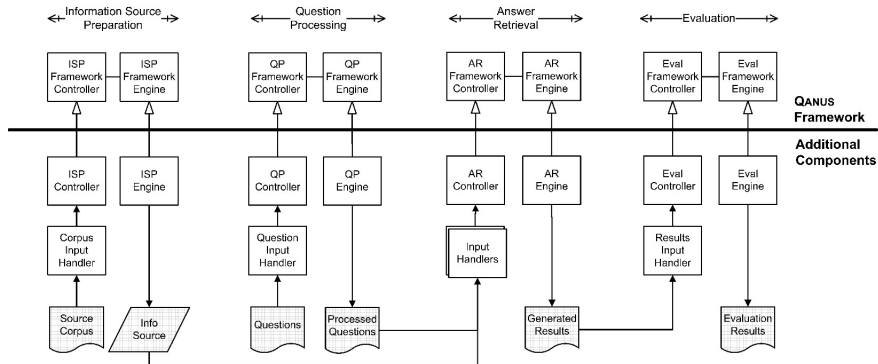 Information Source
Preparation
Question
Processing
Answer
Retrieval
Evaluation
ISP
Framework
Controller
ISP
Framework
Engine
QP
Framework
Controller
QP
Framework
Engine
AR
Framework
Controller
AR
Framework
Engine
Eval
Framework
Controller
Eval
Framework
Engine
QANUS
Framework
Additional
Components
ISP
Controller
ISP
Engine
QP
Controller
QP
Engine
AR
Controller
AR
Engine
Eval
Controller
Eval
Engine
Corpus
Input
Handler
Question
Input
Handler
Input
Handlers
Results
Input
Handler
Source
Corpus
Info
Source
Questions
Processed
Questions
Generated
Results
Evaluation
Results